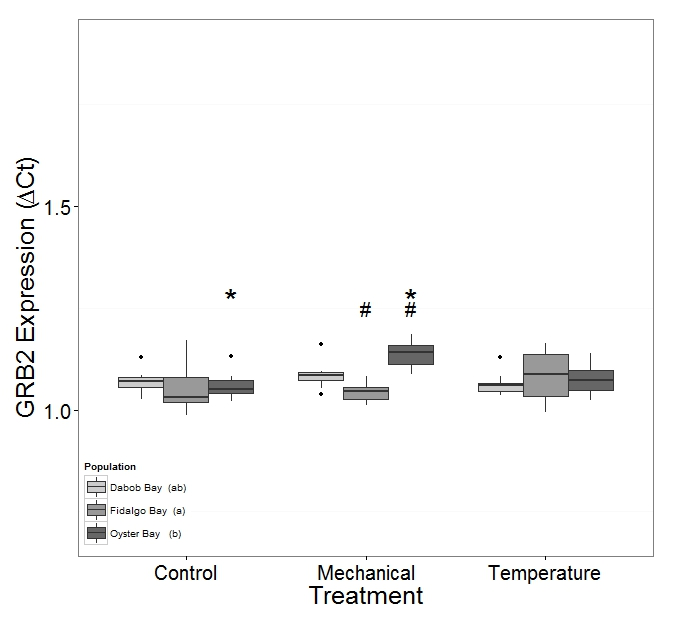 GRB2 Expression (ΔCt)
1.5
1.0
*
*
#
#
Population
Dabob Bay (ab)
Fidalgo Bay (a)
Oyster Bay (b)
Control
Mechanical
Temperature
Treatment